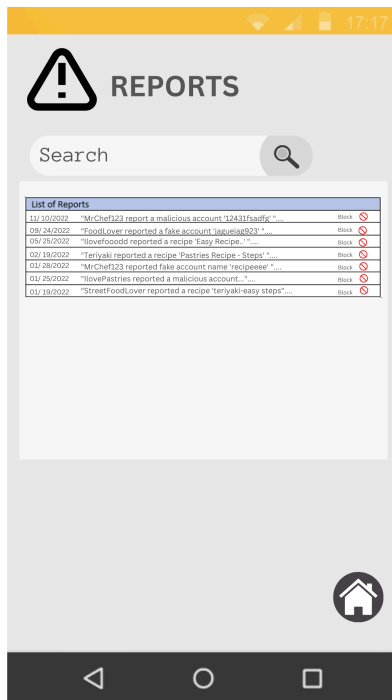 17:17
REPORTS
Search
List of Reports
11/ 10/2022 "MrChef123 report a malicious account '12431fsadfg' ".... Block
09/ 24/2022 "FoodLover reported a fake account 'jagueiag923' ".... Block
05/ 25/2022 "Ilovefooodd reported a recipe 'Easy Recipe..' ".... Block
02/ 19/2022 "Teriyaki reported a recipe 'Pastries Recipe - Steps' ".... Block
01/ 28/2022 "MrChef123 reported fake account name 'recipeeee' ".... Block
01/ 25/2022 "IlovePastries reported a malicious account...".... Block
01/ 19/2022 "StreetFoodLover reported a recipe 'teriyaki-easy steps".... Block